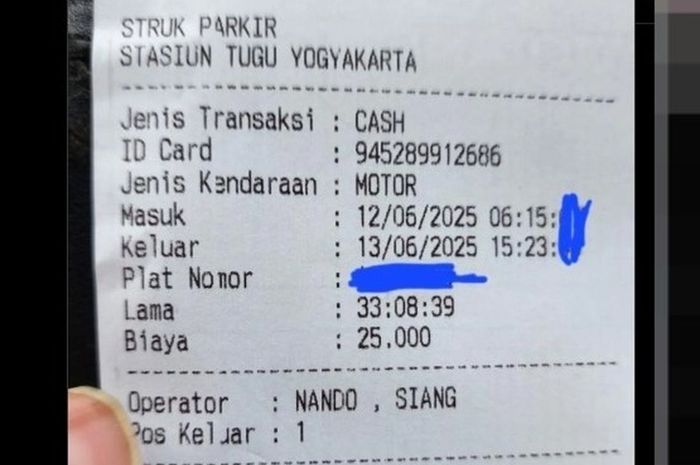 STRUK PARKIR
STASIUN TUGU YOGYAKARTA
Jenis Transaksi : CASH
ID Card : 945289912686
Jenis Kendaraan : MOTOR
Masuk : 12/06/2025 06:15:
Keluar : 13/06/2025 15:23:
Plat Nomor :
Lama : 33:08:39
Biaya : 25.000
Operator : NANDO , SIANG
Pos Keluar : 1